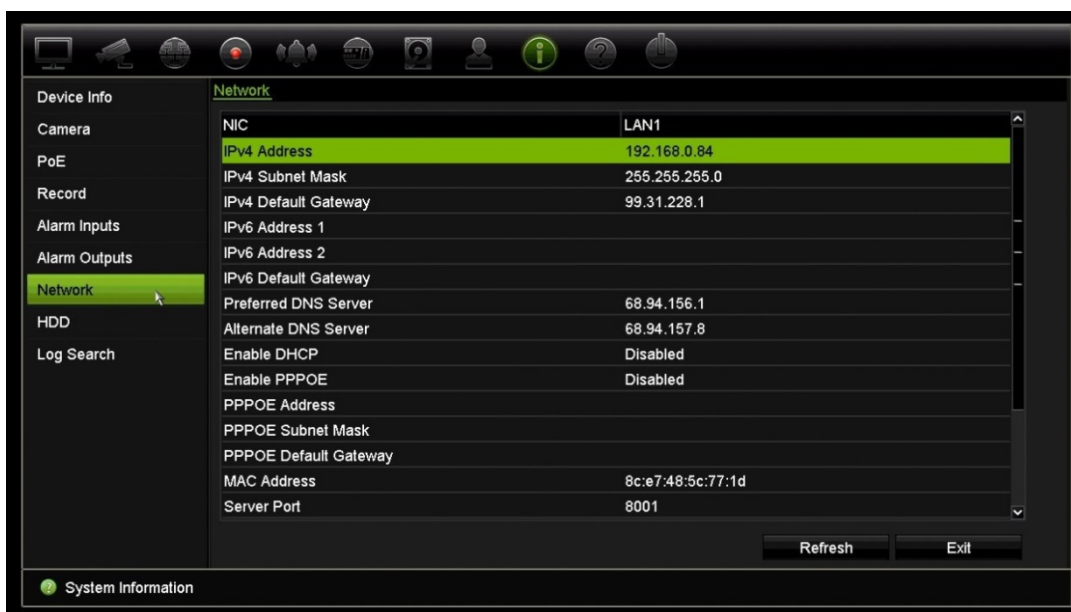 Device Info
Camera
PoE
Record
Alarm Inputs
Alarm Outputs
Network
HDD
Log Search
Network
NIC LAN1
IPv4 Address 192.168.0.84
IPv4 Subnet Mask 255.255.255.0
IPv4 Default Gateway 99.31.228.1
IPv6 Address 1
IPv6 Address 2
IPv6 Default Gateway
Preferred DNS Server 68.94.156.1
Alternate DNS Server 68.94.157.8
Enable DHCP Disabled
Enable PPPOE Disabled
PPPOE Address
PPPOE Subnet Mask
PPPOE Default Gateway
MAC Address 8c:e7:48:5c:77:1d
Server Port 8001
Refresh Exit
System Information